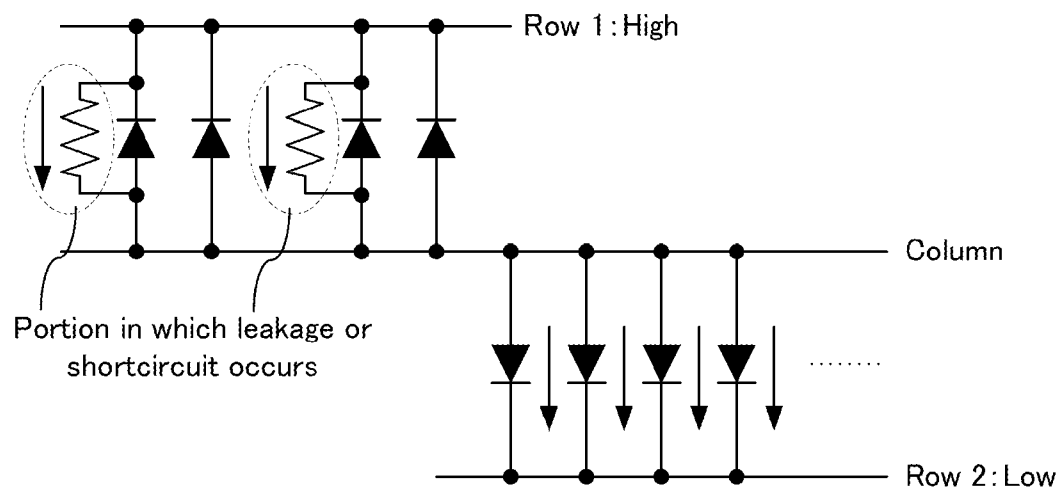 Row 1:High
Column
Portion in which leakage or
shortcircuit occurs
Row 2:Low